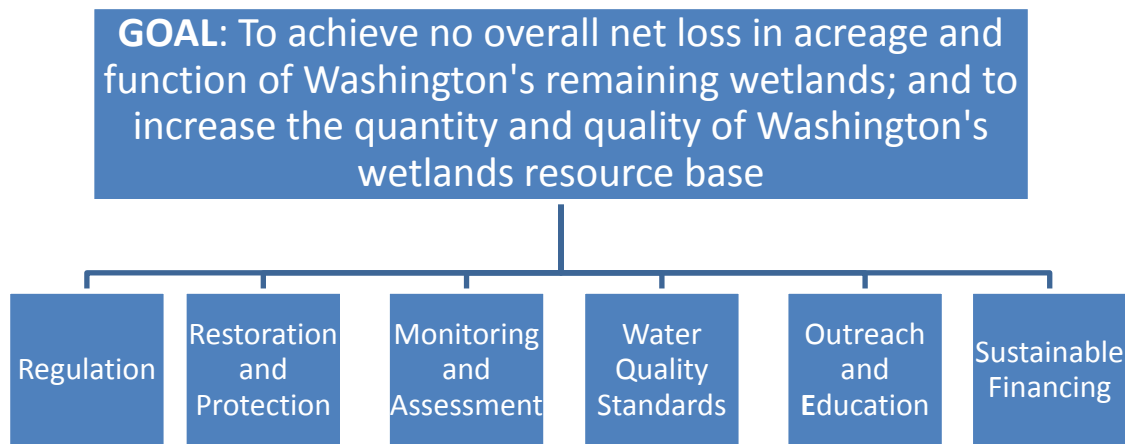 GOAL: To achieve no overall net loss in acreage and
function of Washington's remaining wetlands; and to
increase the quantity and quality of Washington's
wetlands resource base
Regulation
Restoration
and
Protection
Monitoring
and
Assessment
Water
Quality
Standards
Outreach
and
Education
Sustainable
Financing